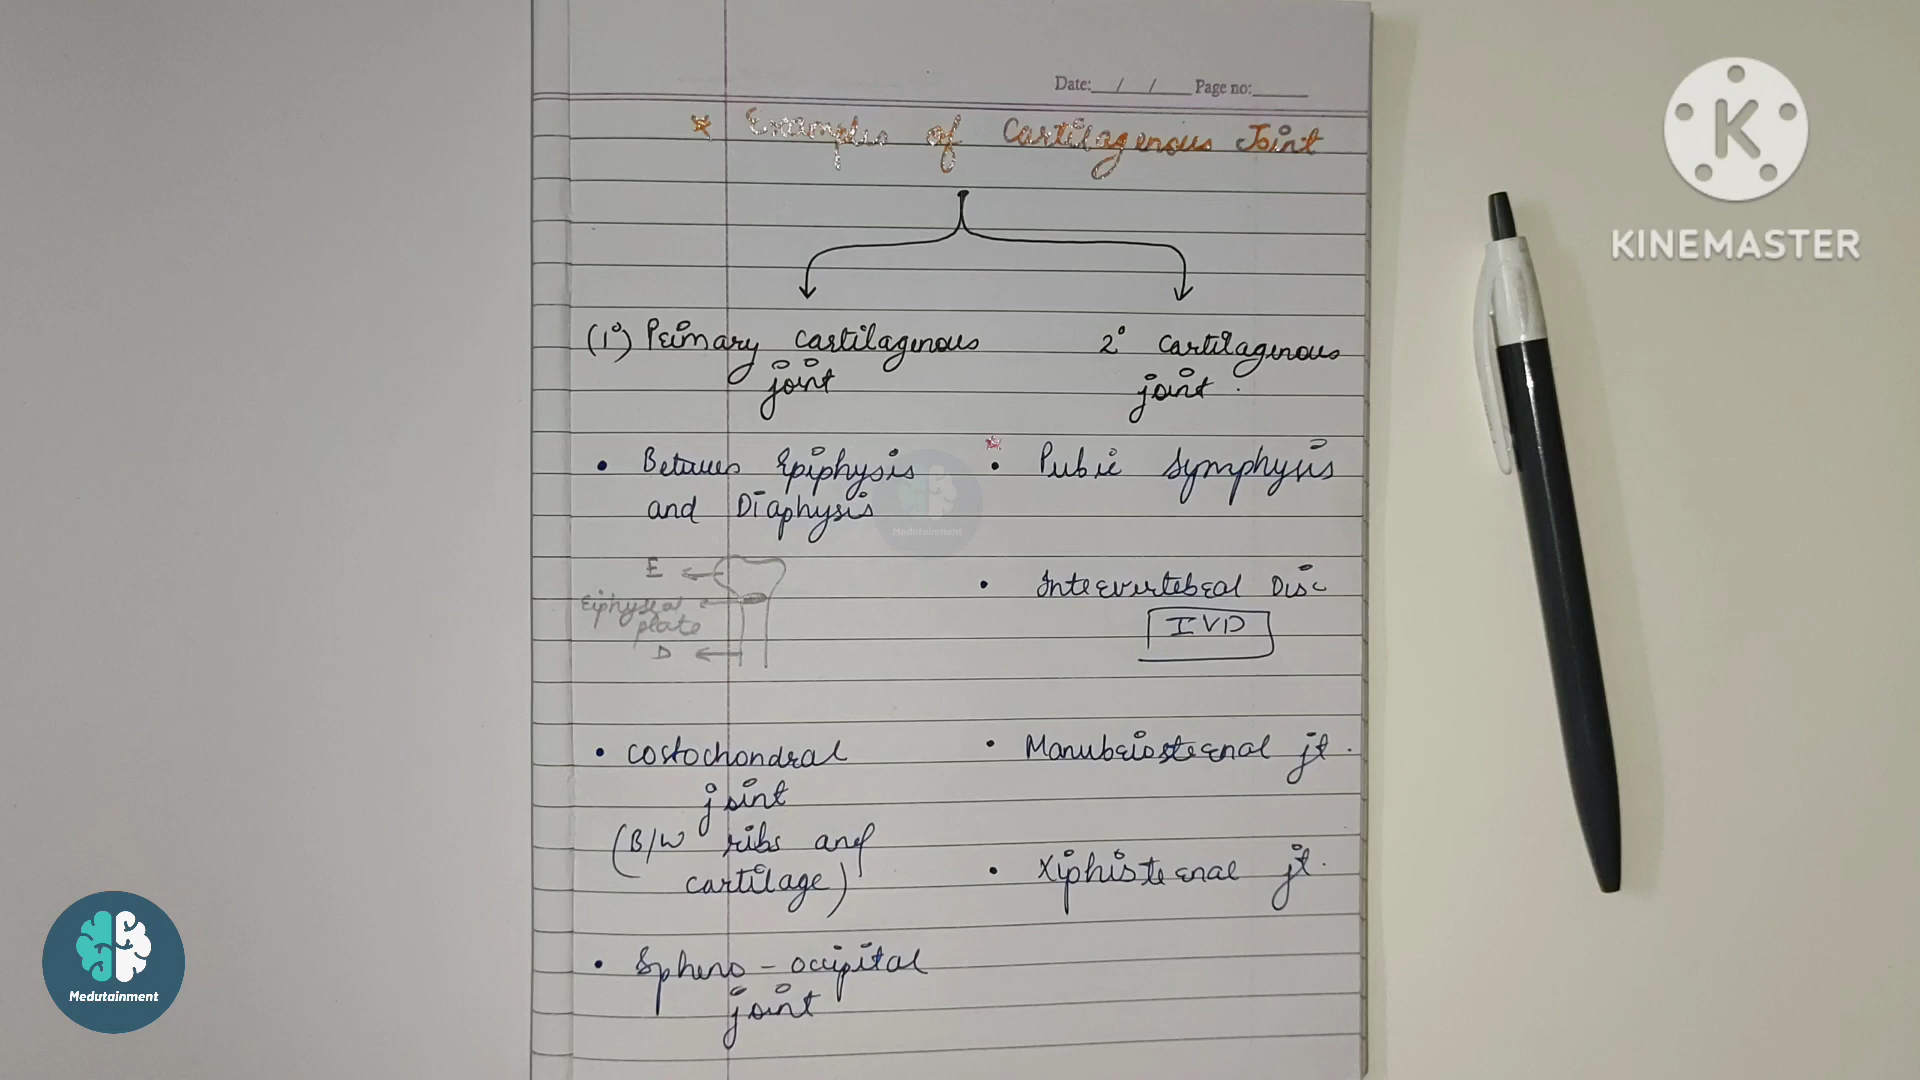 Date: / / Page no:
KINEMASTER
* Examples of Cartilagenous Joint
(1°) Primary cartilagenous
joint
2° cartilagenous
joint.
• Between Epiphysis
and Diaphysis
E
Eiphyseal
plate
D
• costochondral
joint
(B/W ribs and
cartilage)
• Spheno-occipital
joint
* • Pubic symphysis
• Intervertebral Disc
IVD
• Manubriosternal jt.
• Xiphisternal jt.
Medutainment
Medutainment